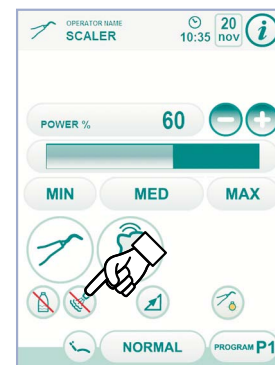 OPERATOR NAME
SCALER
10:35
20
nov
i
POWER %
60
MIN
MED
MAX
NORMAL
PROGRAM P1